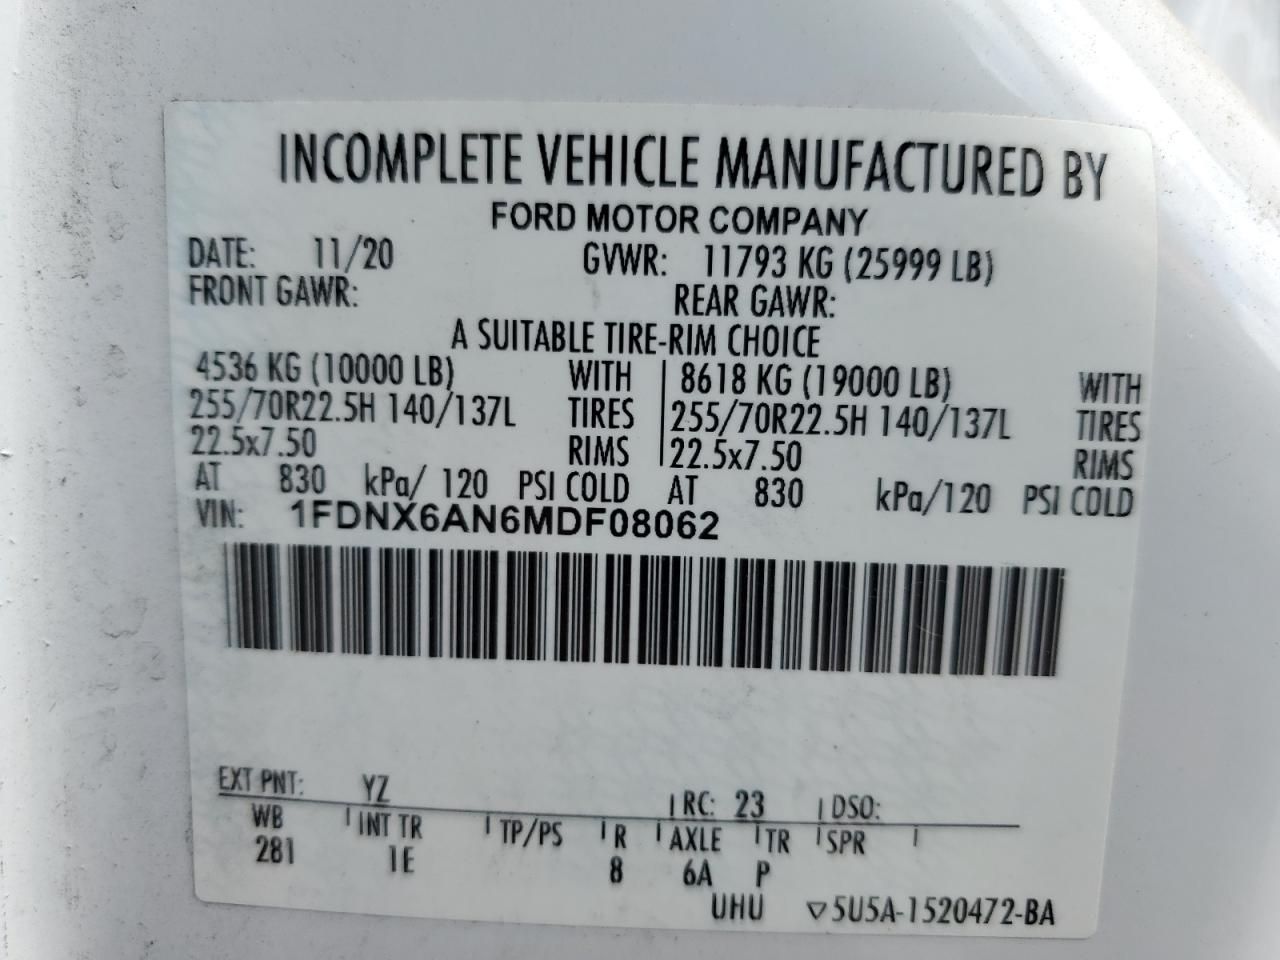 INCOMPLETE VEHICLE MANUFACTURED BY
FORD MOTOR COMPANY
DATE: 11/20 GVWR: 11793 KG (25999 LB)
FRONT GAWR: REAR GAWR:
A SUITABLE TIRE-RIM CHOICE
4536 KG (10000 LB) WITH 8618 KG (19000 LB) WITH
255/70R22.5H 140/137L TIRES 255/70R22.5H 140/137L TIRES
22.5x7.50 RIMS 22.5x7.50 RIMS
AT 830 kPa/ 120 PSI COLD AT 830 kPa/120 PSI COLD
VIN: 1FDNX6AN6MDF08062
EXT PNT: YZ RC: 23 DSO:
WB INT TR TP/PS R AXLE TR SPR
281 1E 8 6A P
UHU ▽5U5A-1520472-BA